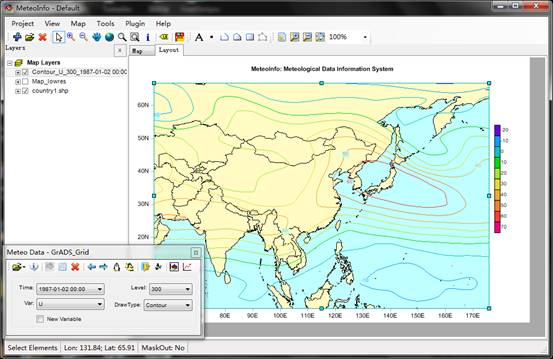 MeteoInfo - Default
Project View Map Tools Plugin Help
A 100%
Layers x Map Layout
Map Layers
Contour_U_300_1987-01-02 00:00
Map_lowres
country1.shp
MeteoInfo: Meteological Data Information System
60N
50N
40N
30N
20N
80E 90E 100E 110E 120E 130E 140E 150E 160E 170E
-20
-10
0
10
20
30
40
50
60
70
Meteo Data - GrADS_Grid
Time: 1987-01-02 00:00 Level: 300
Var: U DrawType: Contour
New Variable
Select Elements Lon: 131.84; Lat: 65.91 MaskOut: No